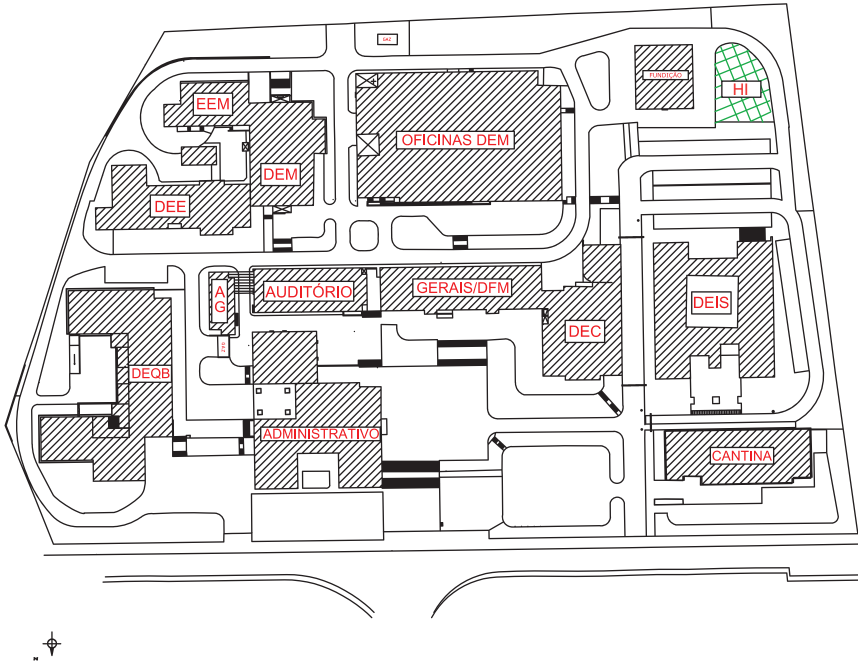 GAZ
FUNDIÇÃO
HI
EEM
OFICINAS DEM
DEM
DEE
A
G
AUDITÓRIO
GERAIS/DFM
DEIS
DEC
DEQB
ADMINISTRATIVO
CANTINA
N